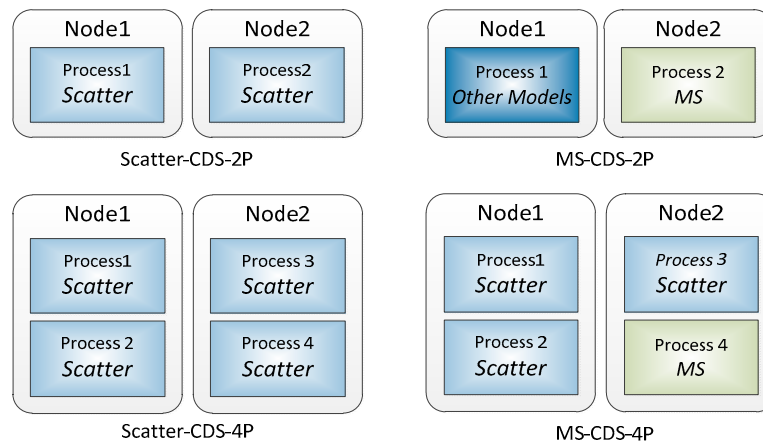 Node1
Node2
Process1
Scatter
Process2
Scatter
Scatter-CDS-2P
Node1
Node2
Process 1
Other Models
Process 2
MS
MS-CDS-2P
Node1
Node2
Process1
Scatter
Process 3
Scatter
Process 2
Scatter
Process 4
Scatter
Scatter-CDS-4P
Node1
Node2
Process1
Scatter
Process 3
Scatter
Process 2
Scatter
Process 4
MS
MS-CDS-4P